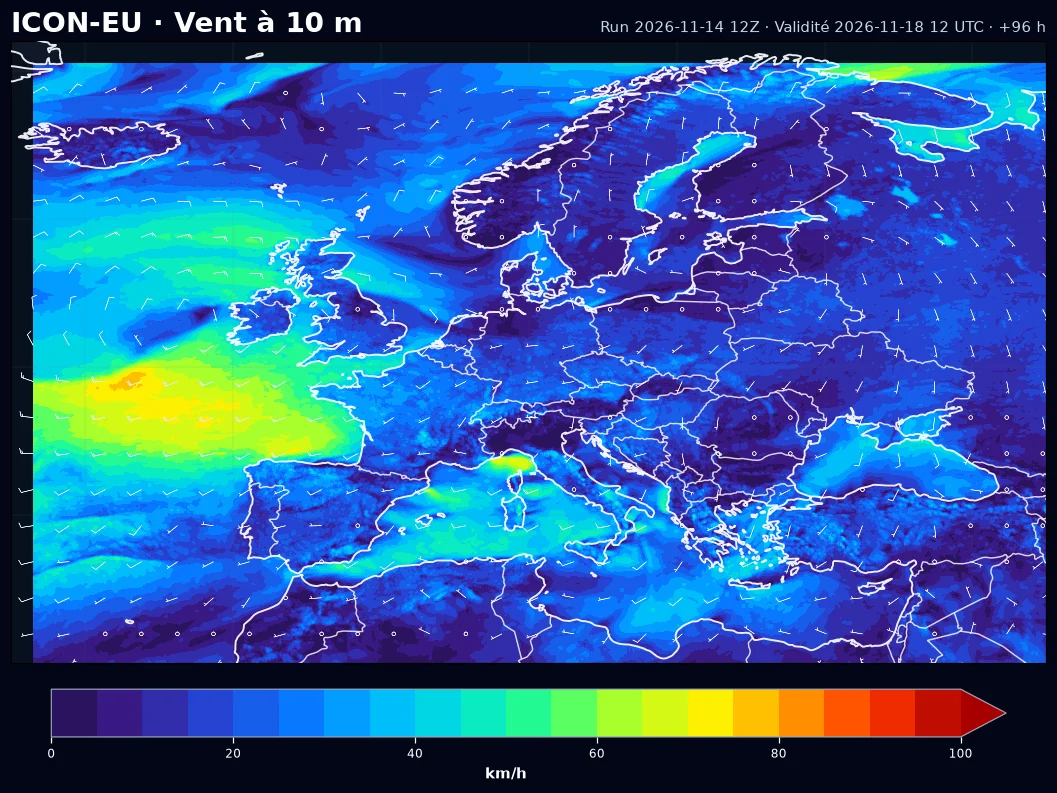 ICON-EU · Vent à 10 m
Run 2026-11-14 12Z · Validité 2026-11-18 12 UTC · +96 h
0 20 40 60 80 100
km/h